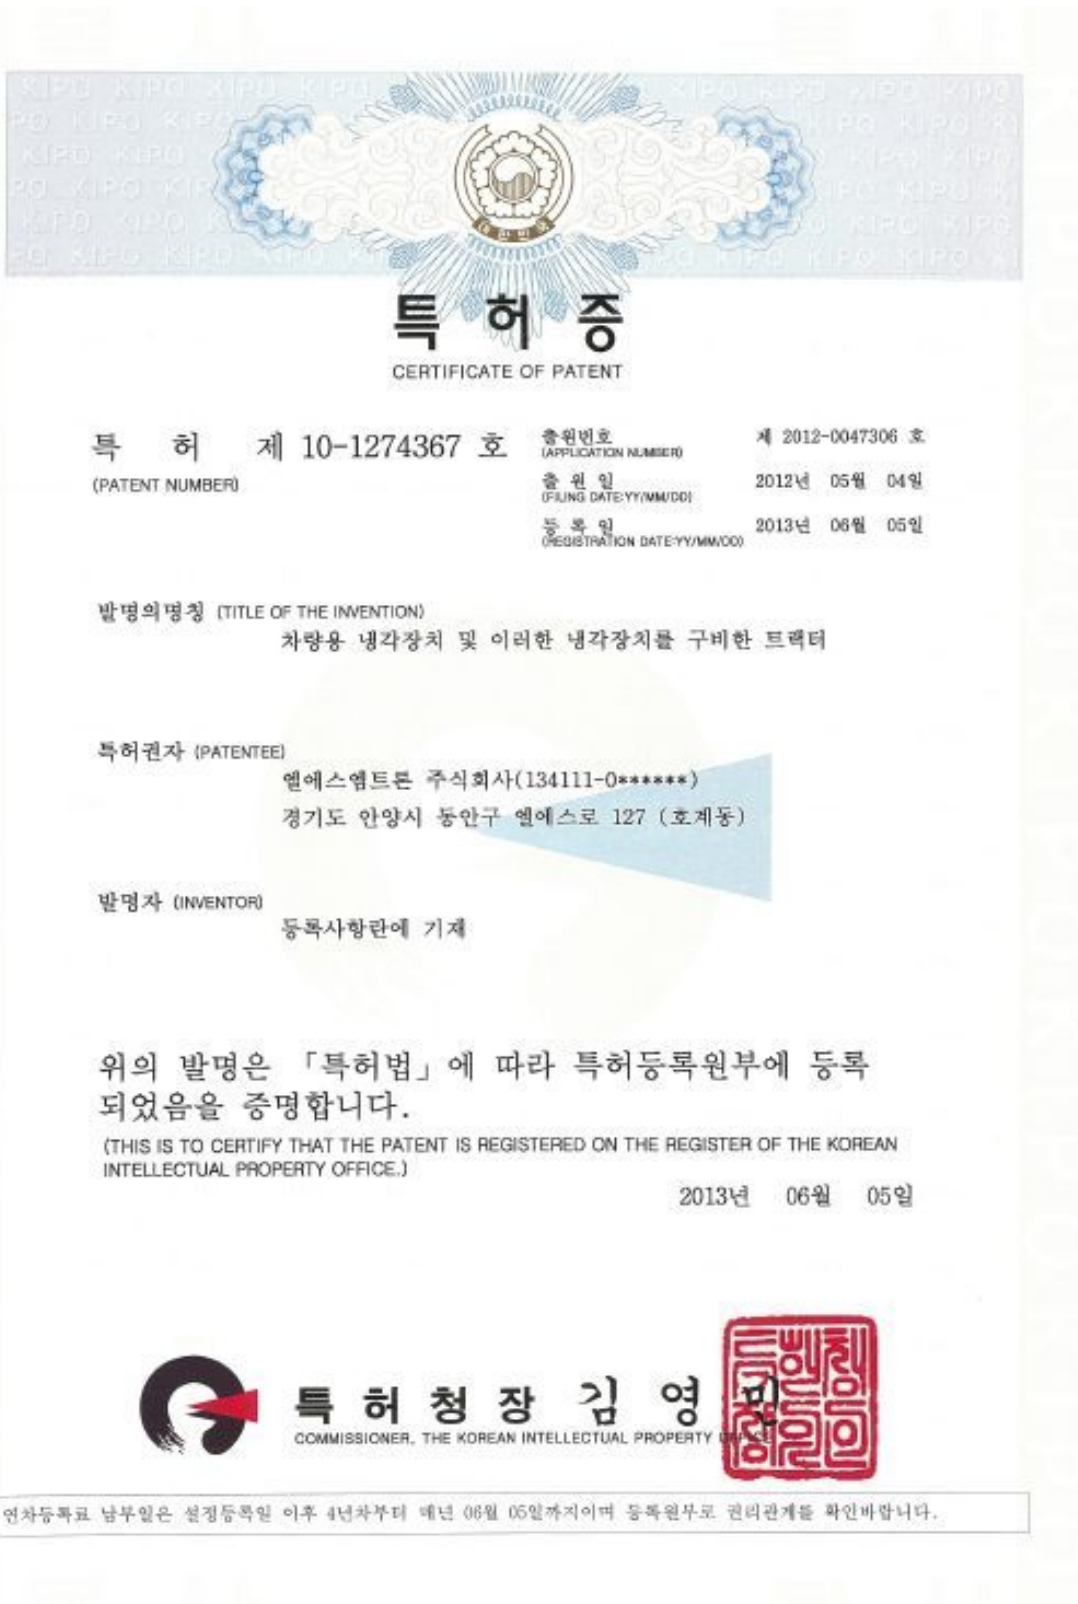 대한민국
특허증
CERTIFICATE OF PATENT
특 허 제 10-1274367 호
(PATENT NUMBER)
출원번호 제 2012-0047306 호
(APPLICATION NUMBER)
출원일 2012년 05월 04일
(FILING DATE:YY/MM/DD)
등록일 2013년 06월 05일
(REGISTRATION DATE:YY/MM/DD)
발명의명칭 (TITLE OF THE INVENTION)
차량용 냉각장치 및 이러한 냉각장치를 구비한 트랙터
특허권자 (PATENTEE)
엘에스엠트론 주식회사(134111-0******)
경기도 안양시 동안구 엘에스로 127 (호계동)
발명자 (INVENTOR)
등록사항란에 기재
위의 발명은 「특허법」에 따라 특허등록원부에 등록
되었음을 증명합니다.
(THIS IS TO CERTIFY THAT THE PATENT IS REGISTERED ON THE REGISTER OF THE KOREAN
INTELLECTUAL PROPERTY OFFICE.)
2013년 06월 05일
특허청장 김영민
COMMISSIONER, THE KOREAN INTELLECTUAL PROPERTY OFFICE
연차등록료 납부일은 설정등록일 이후 4년차부터 매년 06월 05일까지이며 등록원부로 권리관계를 확인바랍니다.